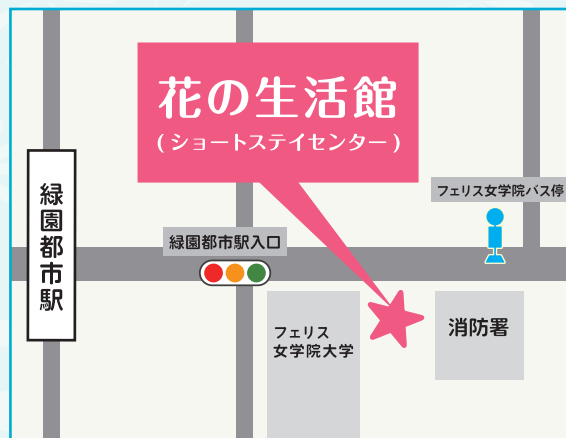 花の生活館
(ショートステイセンター)
フェリス女学院バス停
緑園都市駅
緑園都市駅入口
フェリス
女学院大学
消防署